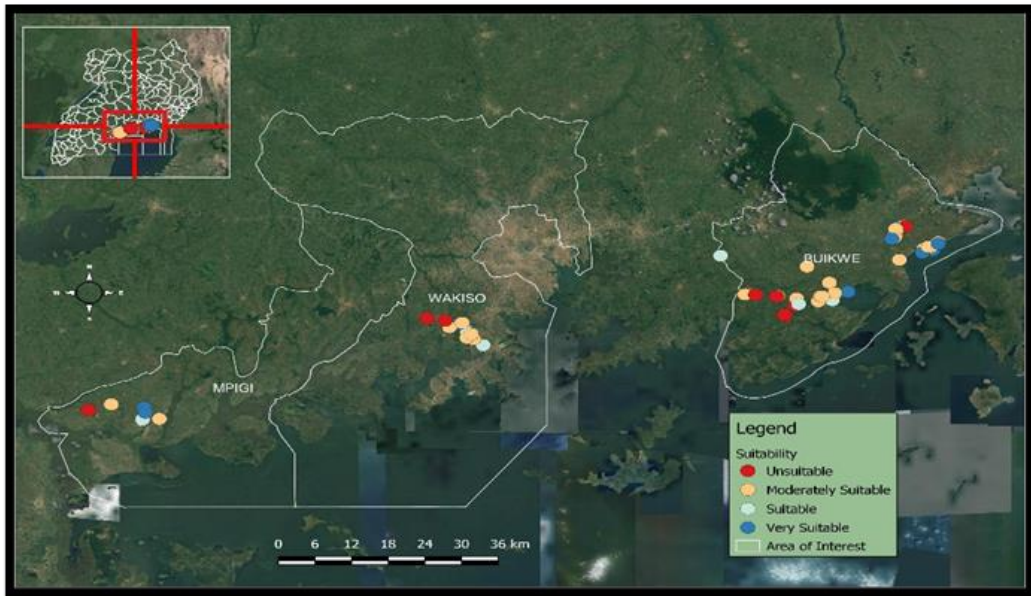 BUIKWE
WAKISO
MPIGI
N
W E
S
Legend
Suitability
Unsuitable
Moderately Suitable
Suitable
Very Suitable
Area of Interest
0 6 12 18 24 30 36 km